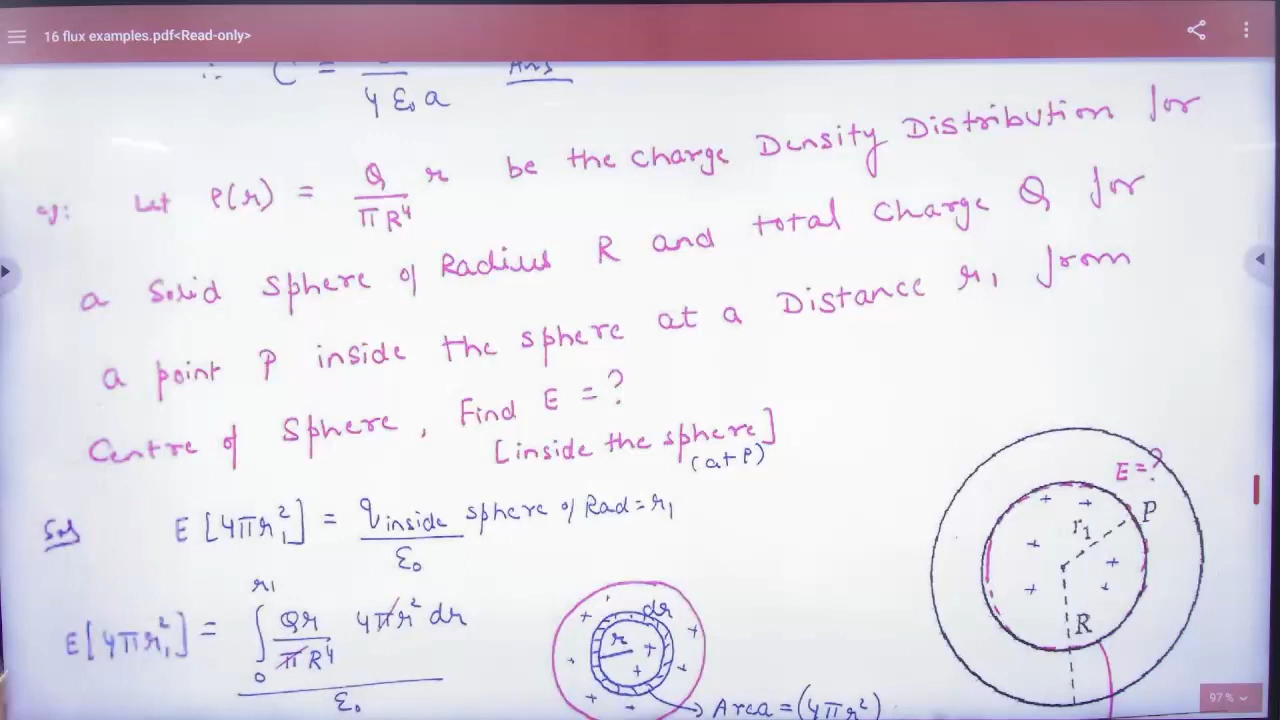 16 flux examples.pdf<Read-only>
∴ C = 4 ε₀ a Ans
eg: Let ρ(r) = Q/πR⁴ r be the charge Density Distribution for
a Solid sphere of Radius R and total charge Q for
a point P inside the sphere at a Distance r₁ from
Centre of sphere, Find E = ?
[inside the sphere]
(at P)
Sol E[4πr₁²] = q inside sphere of Rad = r₁ / ε₀
E[4πr₁²] = ∫₀^r₁ Qr/πR⁴ 4πr² dr / ε₀
r dr
Area = (4πr²)
E = ?
P
r₁
R
97%